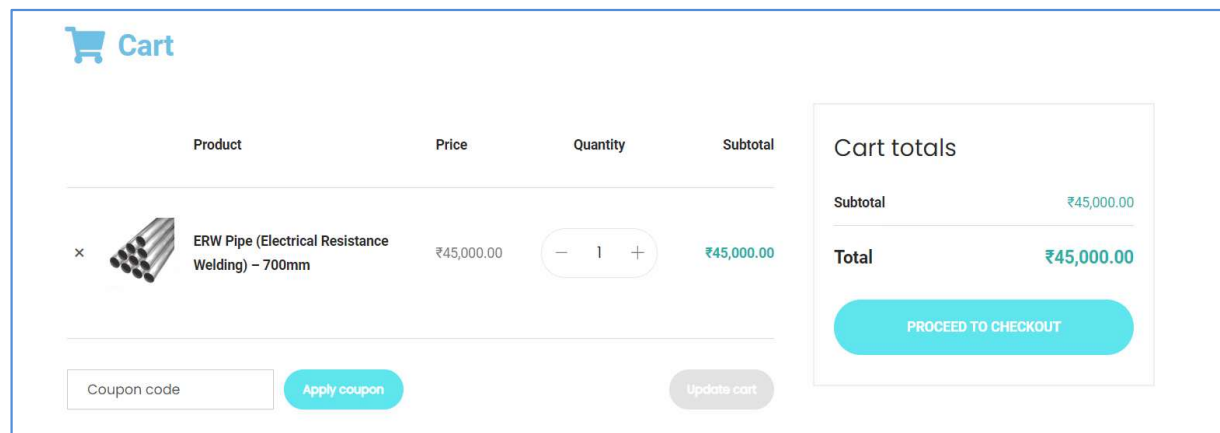 Cart
Product Price Quantity Subtotal
× ERW Pipe (Electrical Resistance
Welding) – 700mm
₹45,000.00 − 1 + ₹45,000.00
Coupon code Apply coupon Update cart
Cart totals
Subtotal ₹45,000.00
Total ₹45,000.00
PROCEED TO CHECKOUT